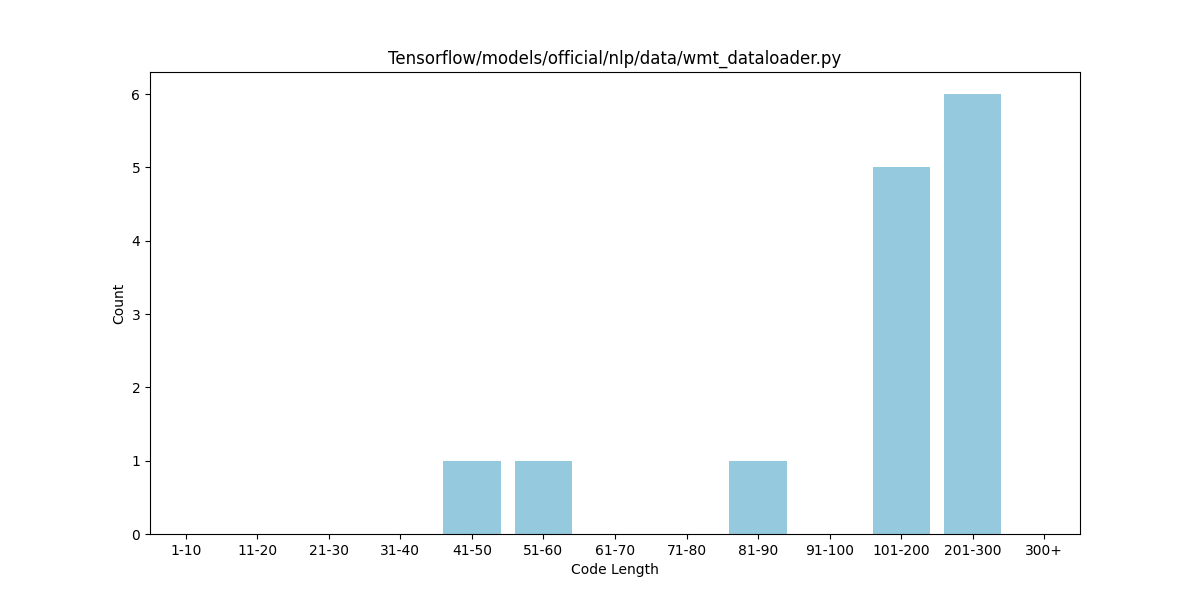 Tensorflow/models/official/nlp/data/wmt_dataloader.py
6
5
4
3
2
1
0
Count
1-10 11-20 21-30 31-40 41-50 51-60 61-70 71-80 81-90 91-100 101-200 201-300 300+
Code Length